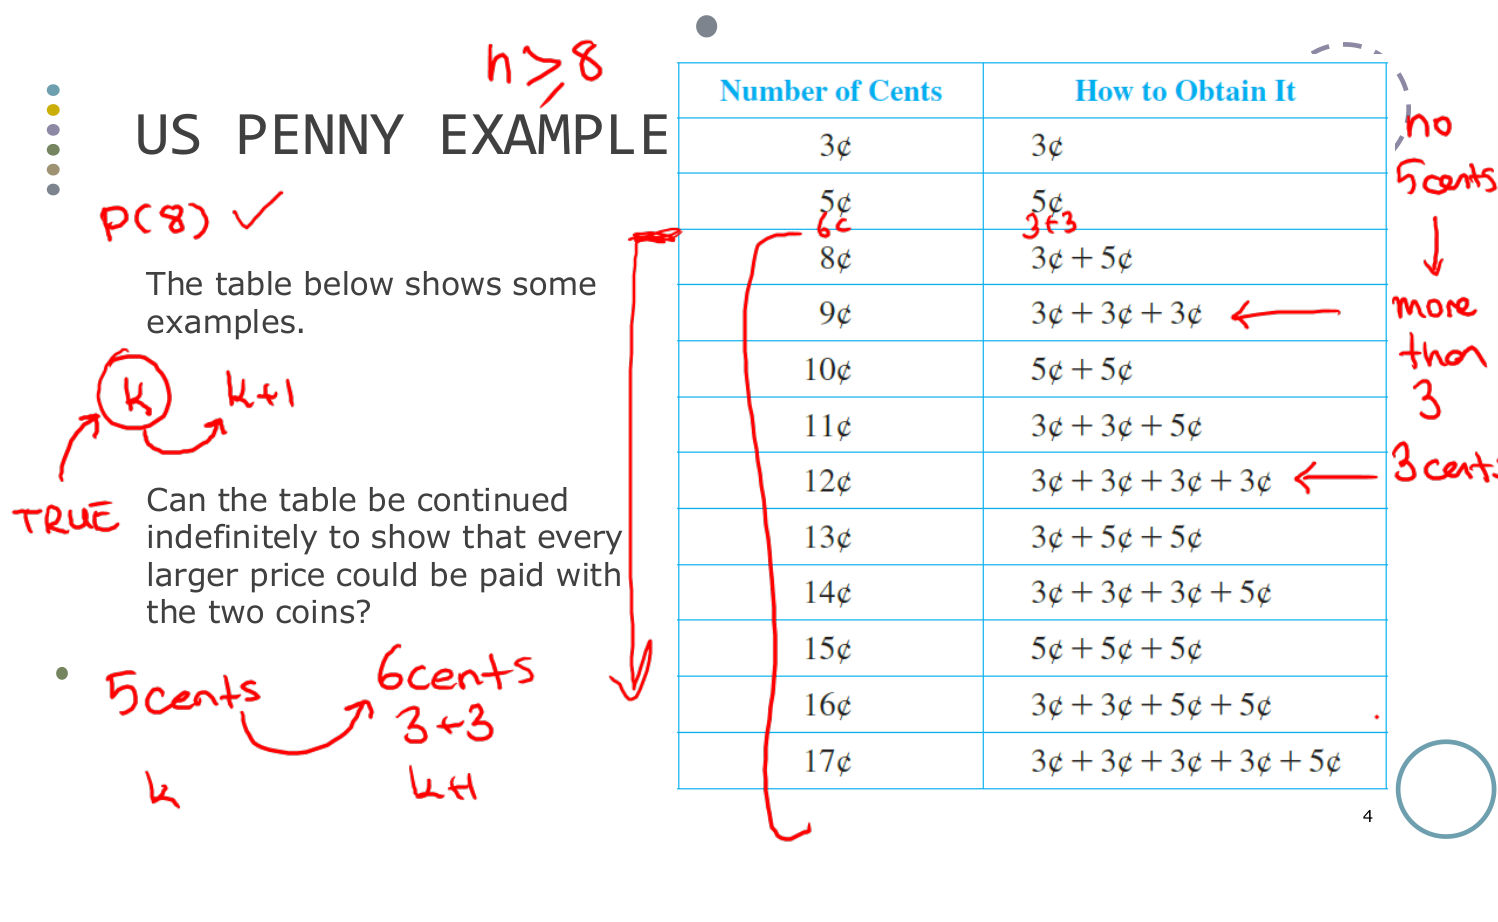 n ≥ 8
US PENNY EXAMPLE
P(8) ✓
The table below shows some
examples.
k k+1
TRUE
Can the table be continued
indefinitely to show that every
larger price could be paid with
the two coins?
5cents 6cents
3+3
k k+1
Number of Cents How to Obtain It
3¢ 3¢
5¢ 5¢
6c 3+3
8¢ 3¢ + 5¢
9¢ 3¢ + 3¢ + 3¢
10¢ 5¢ + 5¢
11¢ 3¢ + 3¢ + 5¢
12¢ 3¢ + 3¢ + 3¢ + 3¢
13¢ 3¢ + 5¢ + 5¢
14¢ 3¢ + 3¢ + 3¢ + 5¢
15¢ 5¢ + 5¢ + 5¢
16¢ 3¢ + 3¢ + 5¢ + 5¢
17¢ 3¢ + 3¢ + 3¢ + 3¢ + 5¢
no
5cents
more
than
3
3cents
4